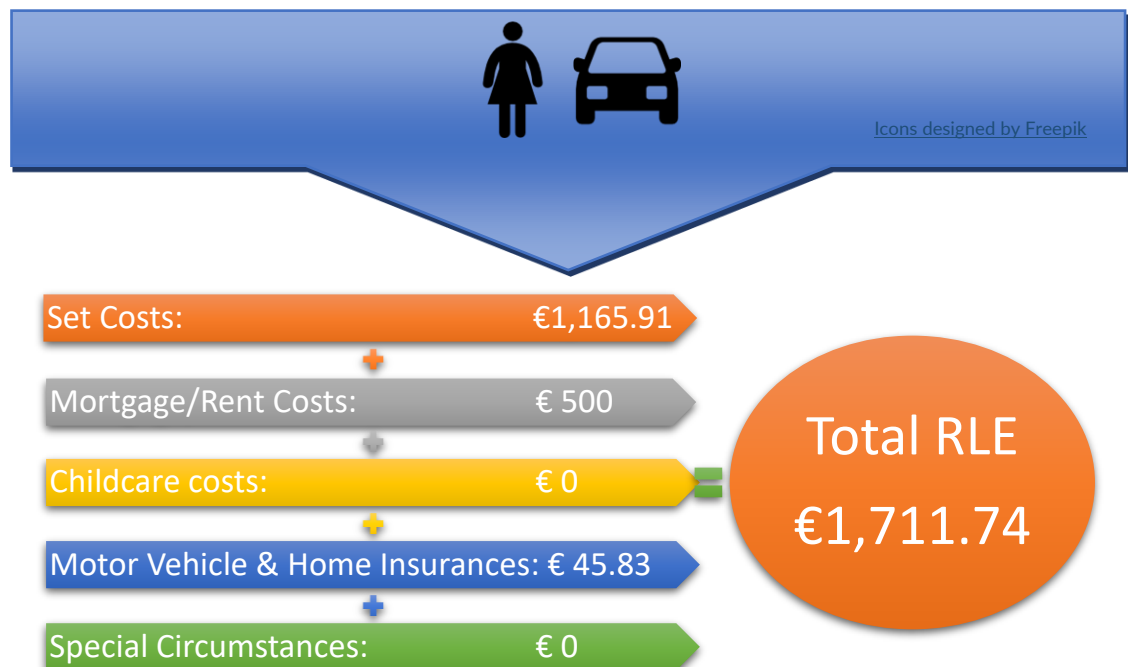 Icons designed by Freepik
Set Costs: €1,165.91
Mortgage/Rent Costs: € 500
Childcare costs: € 0
Motor Vehicle & Home Insurances: € 45.83
Special Circumstances: € 0
Total RLE
€1,711.74